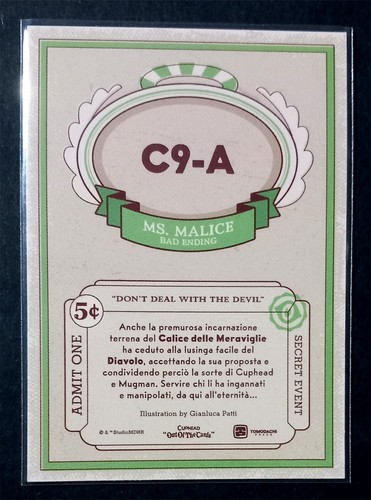 C9-A
MS. MALICE
BAD ENDING
"DON'T DEAL WITH THE DEVIL"
5¢
ADMIT ONE
SECRET EVENT
Anche la premurosa incarnazione
terrena del Calice delle Meraviglie
ha ceduto alla lusinga facile del
Diavolo, accettando la sua proposta e
condividendo perciò la sorte di Cuphead
e Mugman. Servire chi li ha ingannati
e manipolati, da qui all'eternità...
Illustration by Gianluca Patti
© & ™StudioMDHR
CUPHEAD
"Out Of The Cards"
TOMODACHI
PRESS